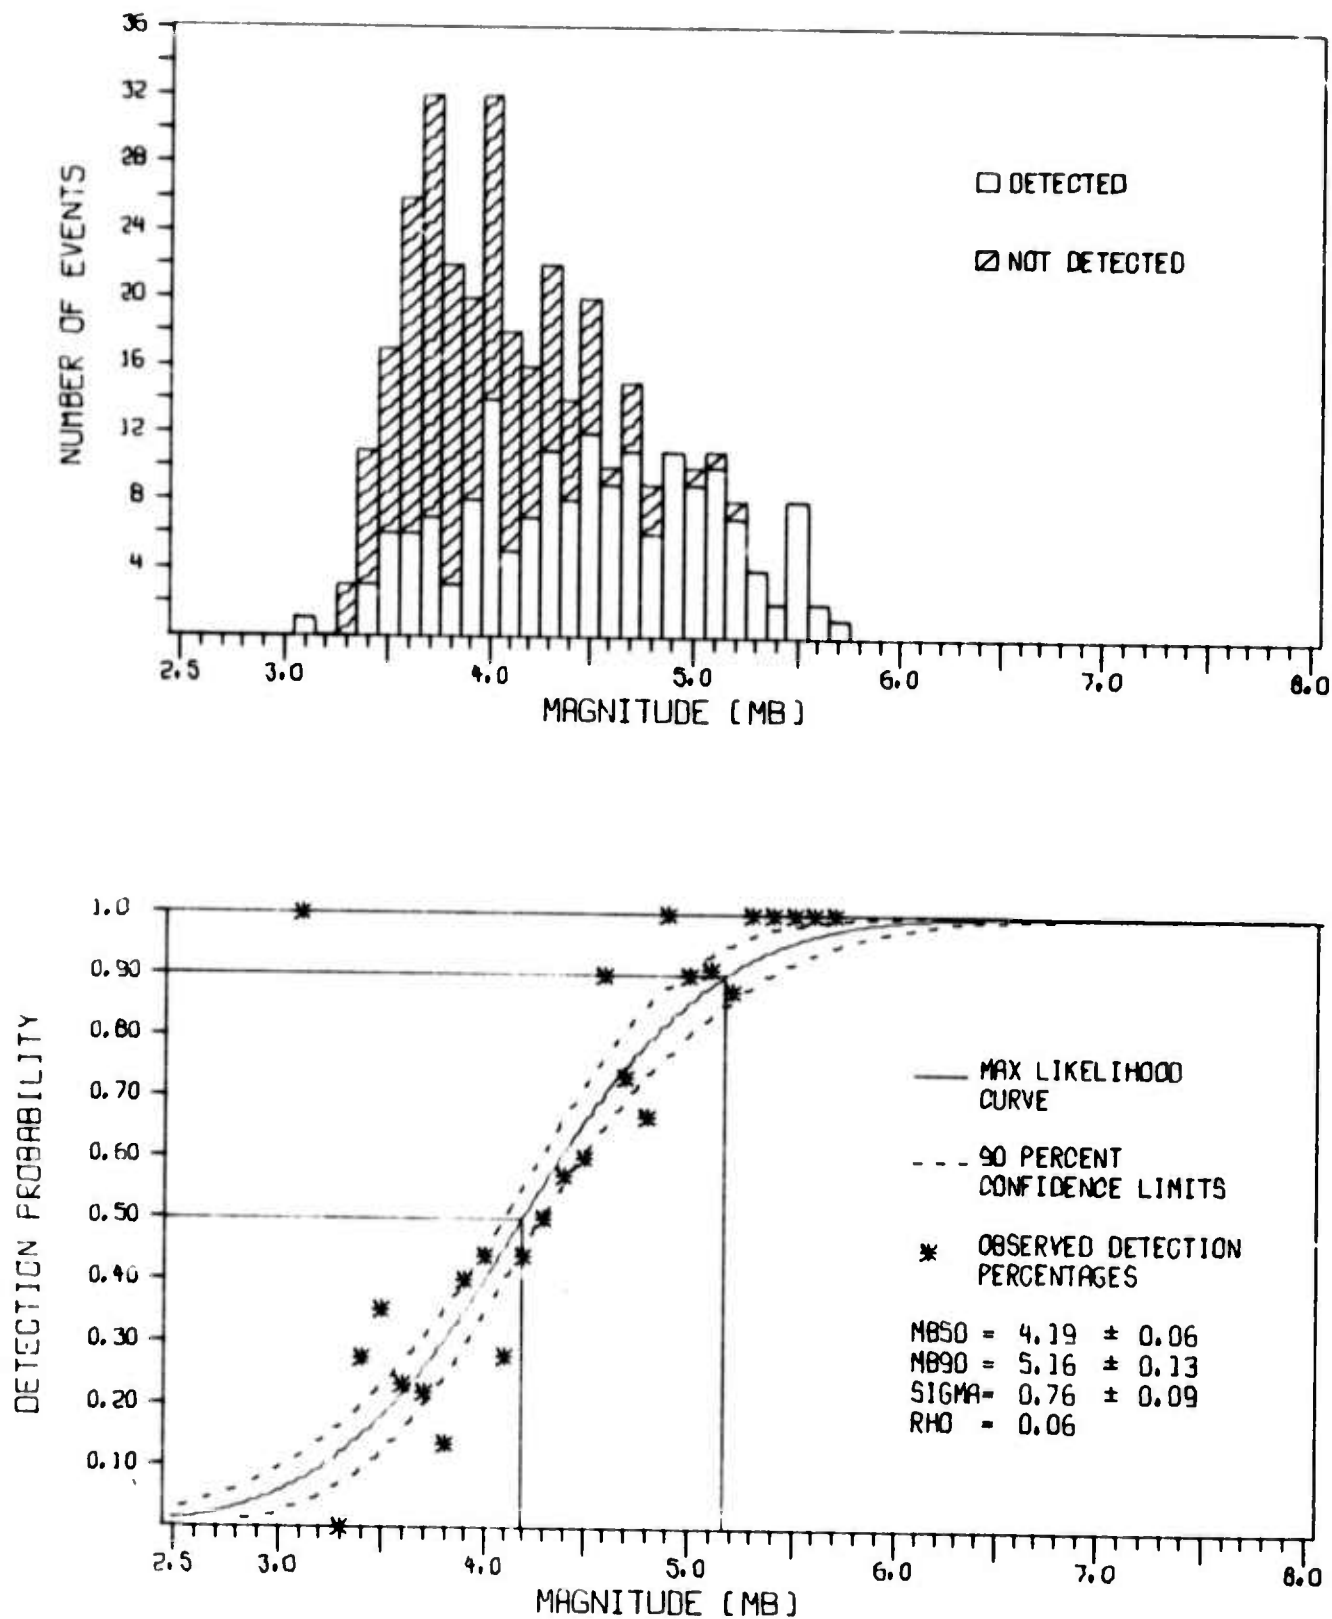 36
32
28
24
20
16
12
8
4
NUMBER OF EVENTS
DETECTED
NOT DETECTED
2.5 3.0 4.0 5.0 6.0 7.0 8.0
MAGNITUDE [MB]
1.0
0.90
0.80
0.70
0.60
0.50
0.40
0.30
0.20
0.10
DETECTION PROBABILITY
MAX LIKELIHOOD
CURVE
90 PERCENT
CONFIDENCE LIMITS
OBSERVED DETECTION
PERCENTAGES
MB50 = 4.19 ± 0.06
MB90 = 5.16 ± 0.13
SIGMA= 0.76 ± 0.09
RHO = 0.06
2.5 3.0 4.0 5.0 6.0 7.0 8.0
MAGNITUDE [MB]